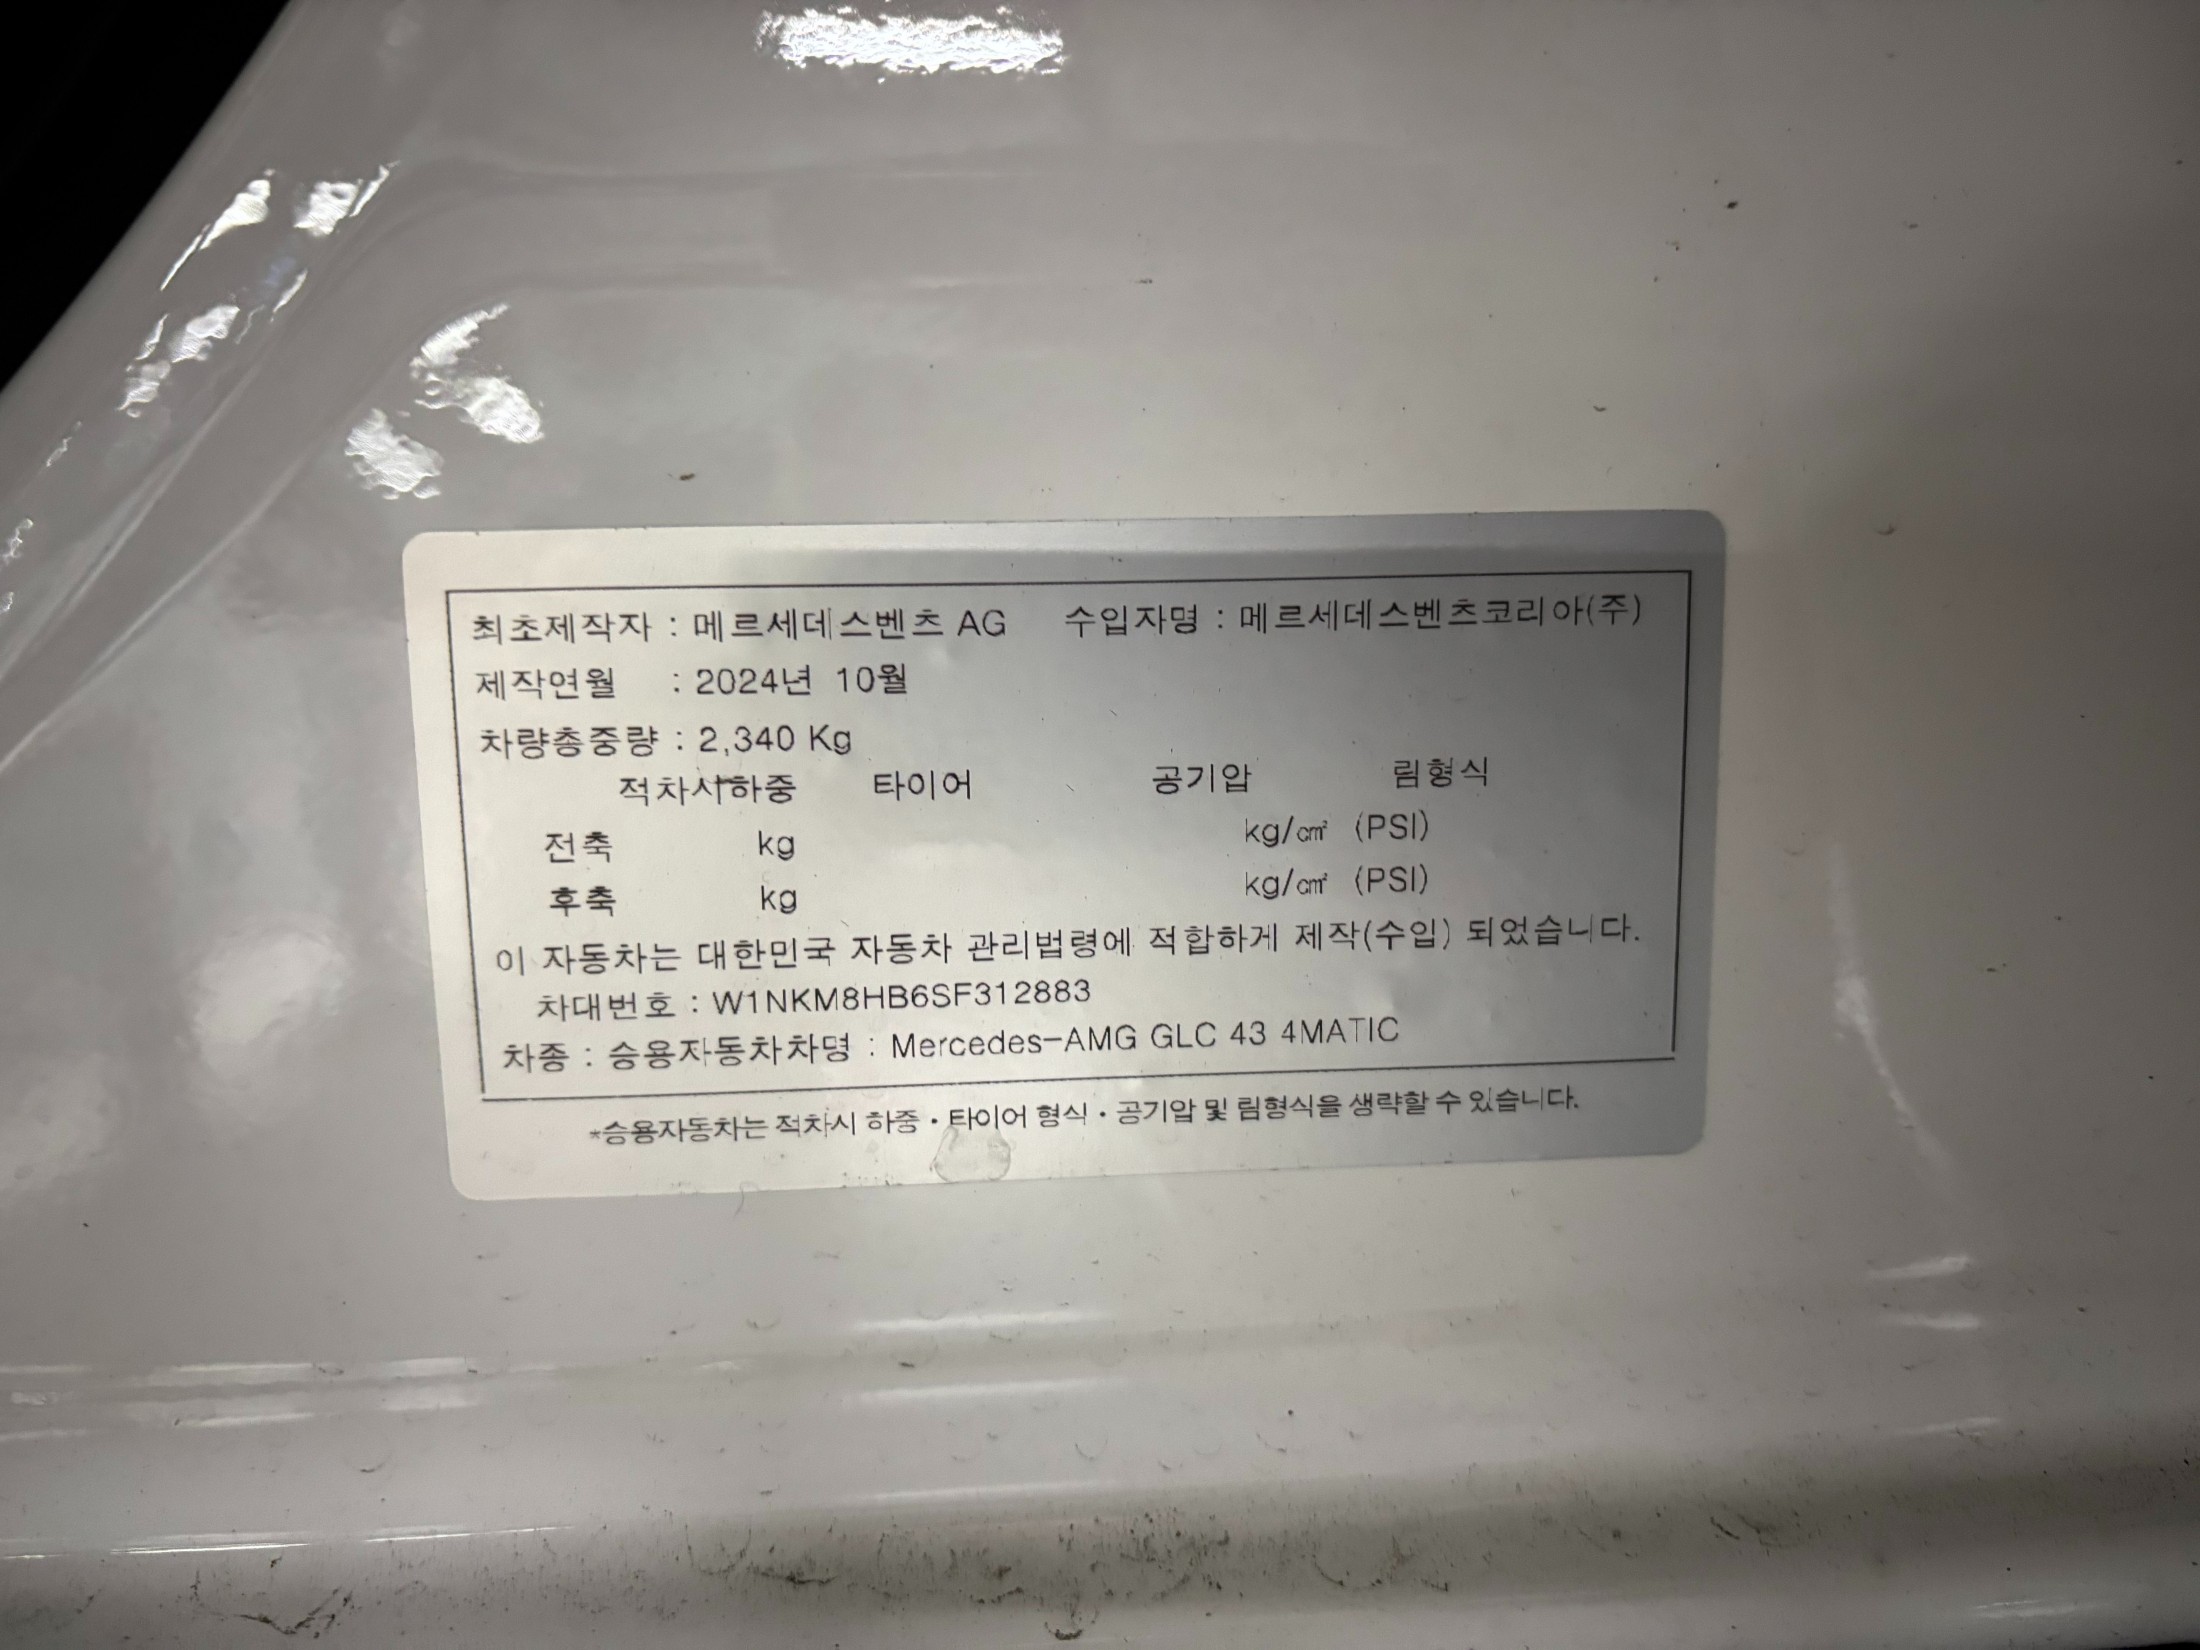 최초제작자 : 메르세데스벤츠 AG 수입자명 : 메르세데스벤츠코리아(주)
제작연월 : 2024년 10월
차량총중량 : 2,340 Kg
적차시하중 타이어 공기압 림형식
전축 kg kg/㎠ (PSI)
후축 kg kg/㎠ (PSI)
이 자동차는 대한민국 자동차 관리법령에 적합하게 제작(수입) 되었습니다.
차대번호 : W1NKM8HB6SF312883
차종 : 승용자동차차명 : Mercedes-AMG GLC 43 4MATIC
*승용자동차는 적차시 하중·타이어 형식·공기압 및 림형식을 생략할 수 있습니다.